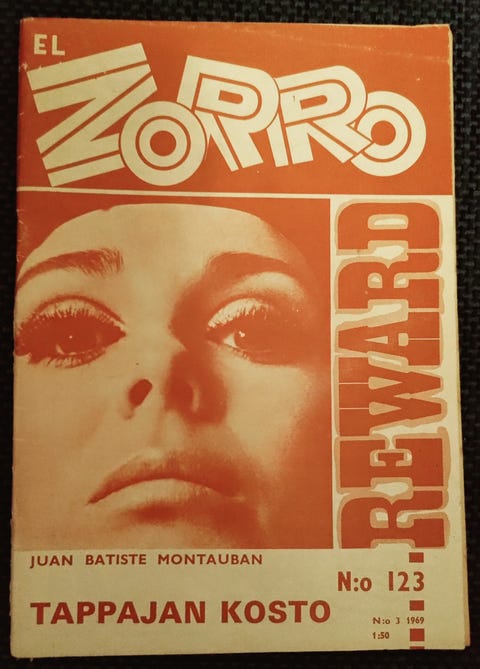 EL
ZORRO
REWARD
JUAN BATISTE MONTAUBAN
N:o 123
TAPPAJAN KOSTO
N:o 3 1969
1:50